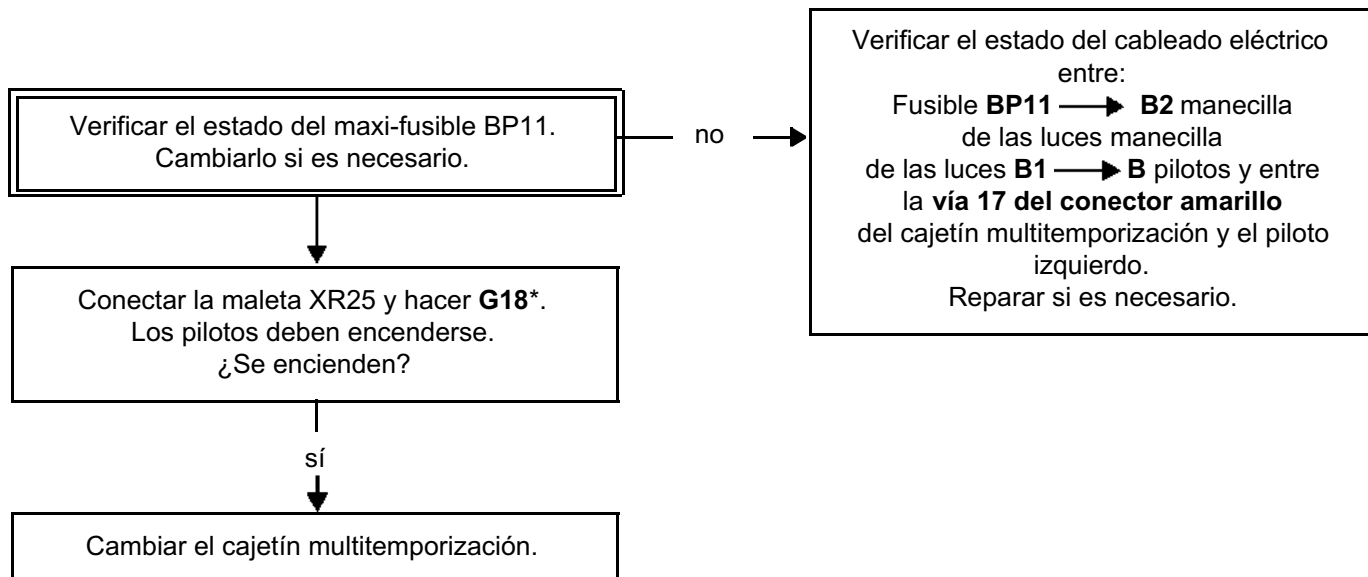 Verificar el estado del maxi-fusible BP11.
Cambiarlo si es necesario.
no
Verificar el estado del cableado eléctrico
entre:
Fusible BP11 → B2 manecilla
de las luces manecilla
de las luces B1 → B pilotos y entre
la vía 17 del conector amarillo
del cajetín multitemporización y el piloto
izquierdo.
Reparar si es necesario.
Conectar la maleta XR25 y hacer G18*.
Los pilotos deben encenderse.
¿Se encienden?
sí
Cambiar el cajetín multitemporización.